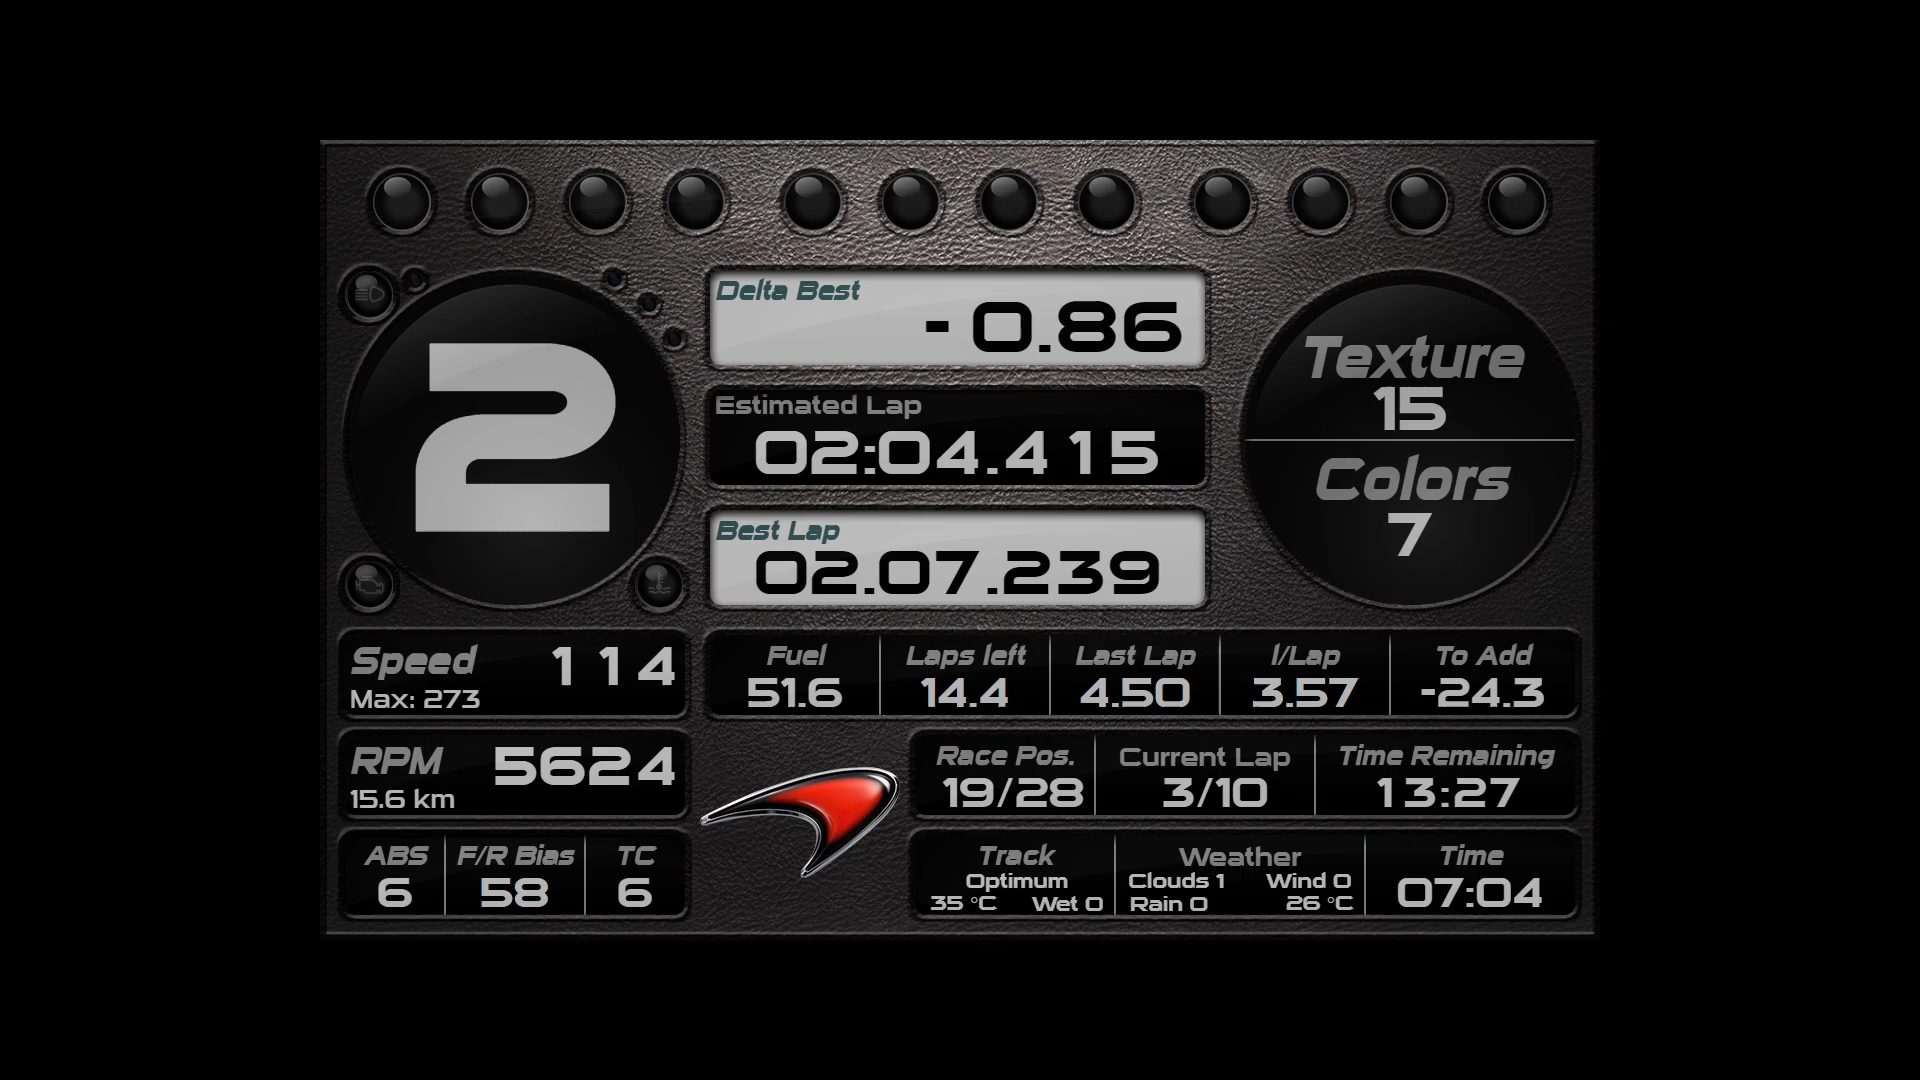 Delta Best
- 0.86
2
Estimated Lap
02:04.415
Texture
15
Colors
7
Best Lap
02.07.239
Speed 114
Max: 273
Fuel Laps left Last Lap l/Lap To Add
51.6 14.4 4.50 3.57 -24.3
RPM 5624
15.6 km
Race Pos. Current Lap Time Remaining
19/28 3/10 13:27
ABS F/R Bias TC
6 58 6
Track Weather Time
Optimum Clouds 1 Wind 0 07:04
35 °C Wet 0 Rain 0 26 °C